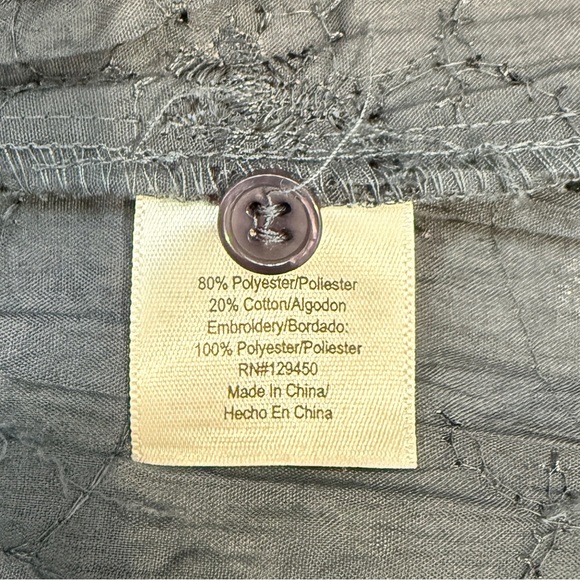 80% Polyester/Poliester
20% Cotton/Algodon
Embroidery/Bordado:
100% Polyester/Poliester
RN#129450
Made In China/
Hecho En China